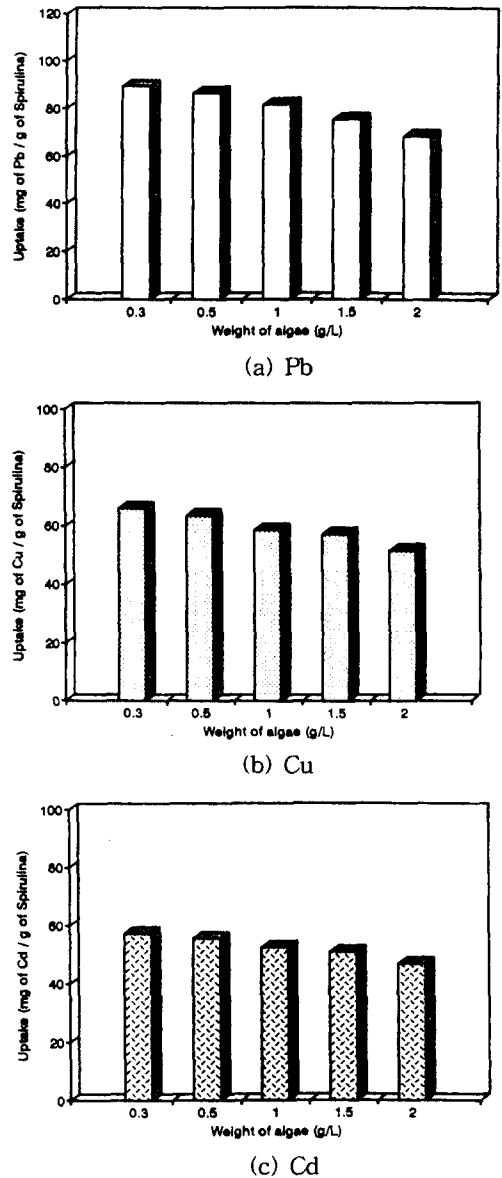 120
100
80
60
40
20
0
Uptake (mg of Pb / g of Spirulina)
0.3 0.5 1 1.5 2
Weight of algae (g/L)
(a) Pb
100
80
60
40
20
0
Uptake (mg of Cu / g of Spirulina)
0.3 0.5 1 1.5 2
Weight of algae (g/L)
(b) Cu
100
80
60
40
20
0
Uptake (mg of Cd / g of Spirulina)
0.3 0.5 1 1.5 2
Weight of algae (g/L)
(c) Cd